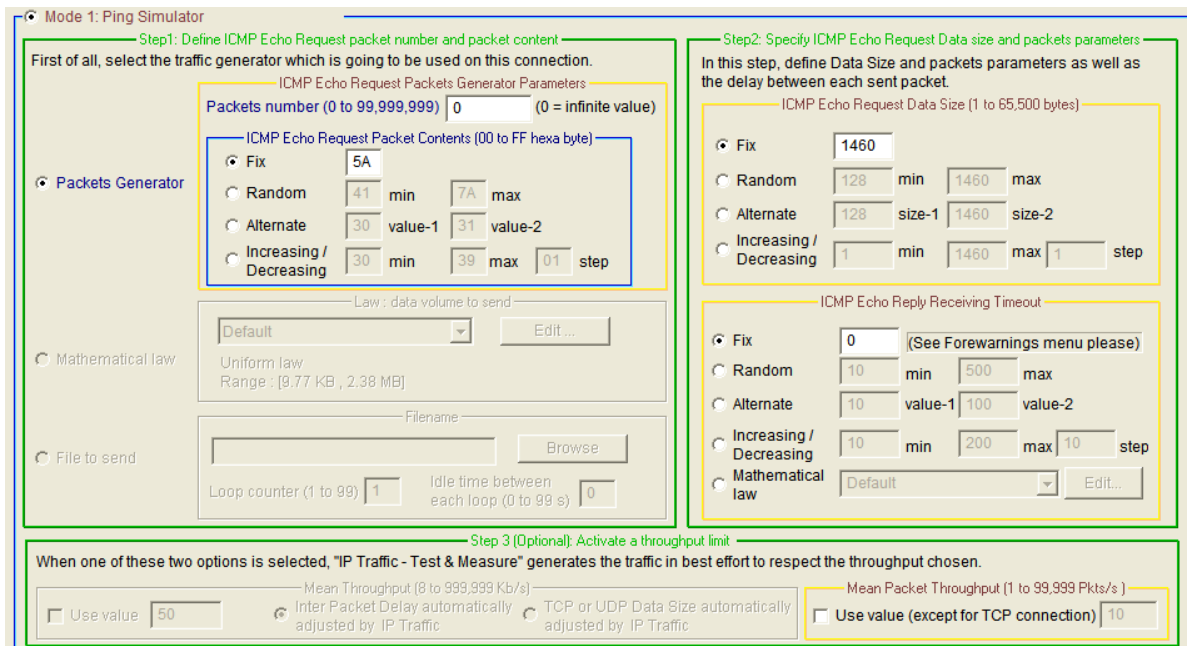 Mode 1: Ping Simulator
Step1: Define ICMP Echo Request packet number and packet content
First of all, select the traffic generator which is going to be used on this connection.
ICMP Echo Request Packets Generator Parameters
Packets number (0 to 99,999,999) 0 (0 = infinite value)
ICMP Echo Request Packet Contents (00 to FF hexa byte)
Packets Generator
Fix 5A
Random 41 min 7A max
Alternate 30 value-1 31 value-2
Increasing /
Decreasing 30 min 39 max 01 step
Law : data volume to send
Mathematical law
Default Edit ...
Uniform law
Range : [9.77 KB , 2.38 MB]
Filename
File to send
Browse
Loop counter (1 to 99) 1 Idle time between
each loop (0 to 99 s) 0
Step2: Specify ICMP Echo Request Data size and packets parameters
In this step, define Data Size and packets parameters as well as
the delay between each sent packet.
ICMP Echo Request Data Size (1 to 65,500 bytes)
Fix 1460
Random 128 min 1460 max
Alternate 128 size-1 1460 size-2
Increasing /
Decreasing 1 min 1460 max 1 step
ICMP Echo Reply Receiving Timeout
Fix 0 (See Forewarnings menu please)
Random 10 min 500 max
Alternate 10 value-1 100 value-2
Increasing /
Decreasing 10 min 200 max 10 step
Mathematical
law Default Edit...
Step 3 (Optional): Activate a throughput limit
When one of these two options is selected, "IP Traffic - Test & Measure" generates the traffic in best effort to respect the throughput chosen.
Mean Throughput (8 to 999,999 Kb/s)
Use value 50
Inter Packet Delay automatically
adjusted by IP Traffic
TCP or UDP Data Size automatically
adjusted by IP Traffic
Mean Packet Throughput (1 to 99,999 Pkts/s )
Use value (except for TCP connection) 10